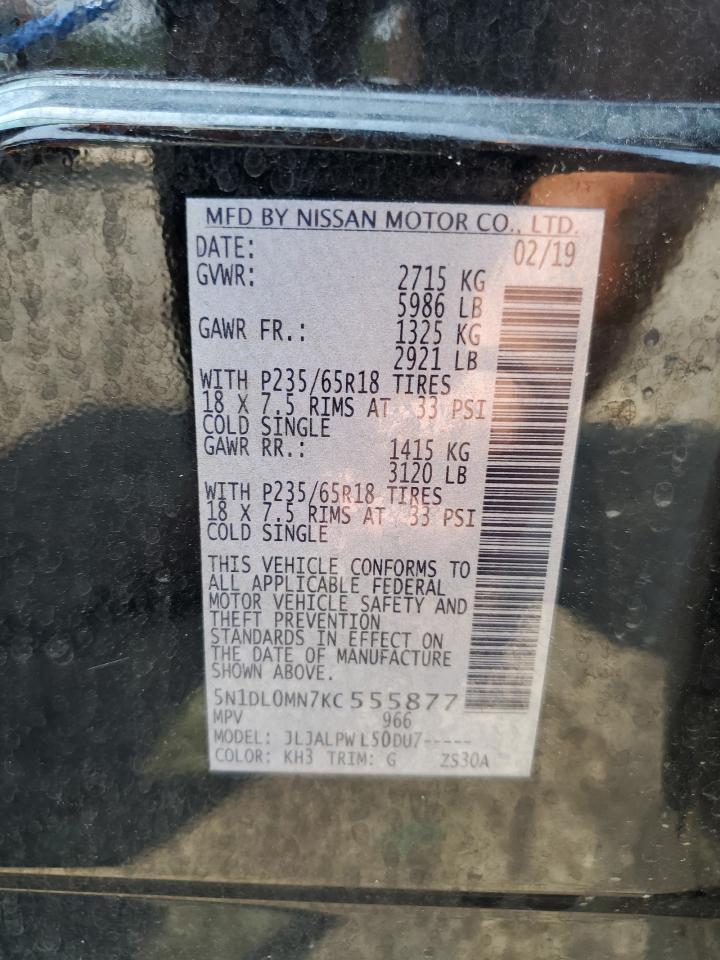 MFD BY NISSAN MOTOR CO., LTD.
DATE: 02/19
GVWR: 2715 KG
5986 LB
GAWR FR.: 1325 KG
2921 LB
WITH P235/65R18 TIRES
18 X 7.5 RIMS AT 33 PSI
COLD SINGLE
GAWR RR.: 1415 KG
3120 LB
WITH P235/65R18 TIRES
18 X 7.5 RIMS AT 33 PSI
COLD SINGLE
THIS VEHICLE CONFORMS TO
ALL APPLICABLE FEDERAL
MOTOR VEHICLE SAFETY AND
THEFT PREVENTION
STANDARDS IN EFFECT ON
THE DATE OF MANUFACTURE
SHOWN ABOVE.
5N1DL0MN7KC555877
MPV 966
MODEL: JLJALPWL50DU7-----
COLOR: KH3 TRIM: G ZS30A